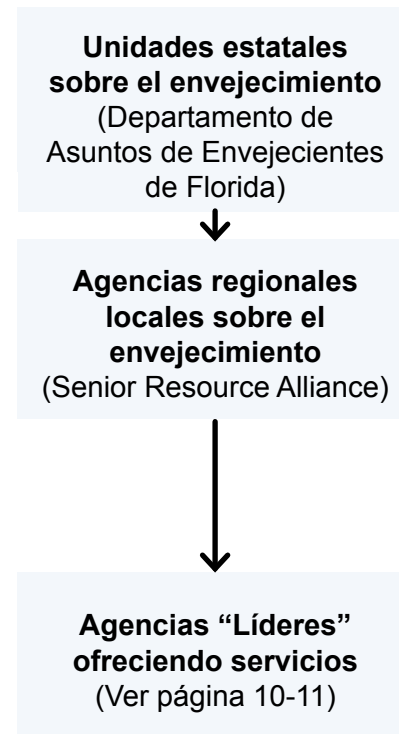 Unidades estatales
sobre el envejecimiento
(Departamento de
Asuntos de Envejecientes
de Florida)
Agencias regionales
locales sobre el
envejecimiento
(Senior Resource Alliance)
Agencias “Líderes”
ofreciendo servicios
(Ver página 10-11)